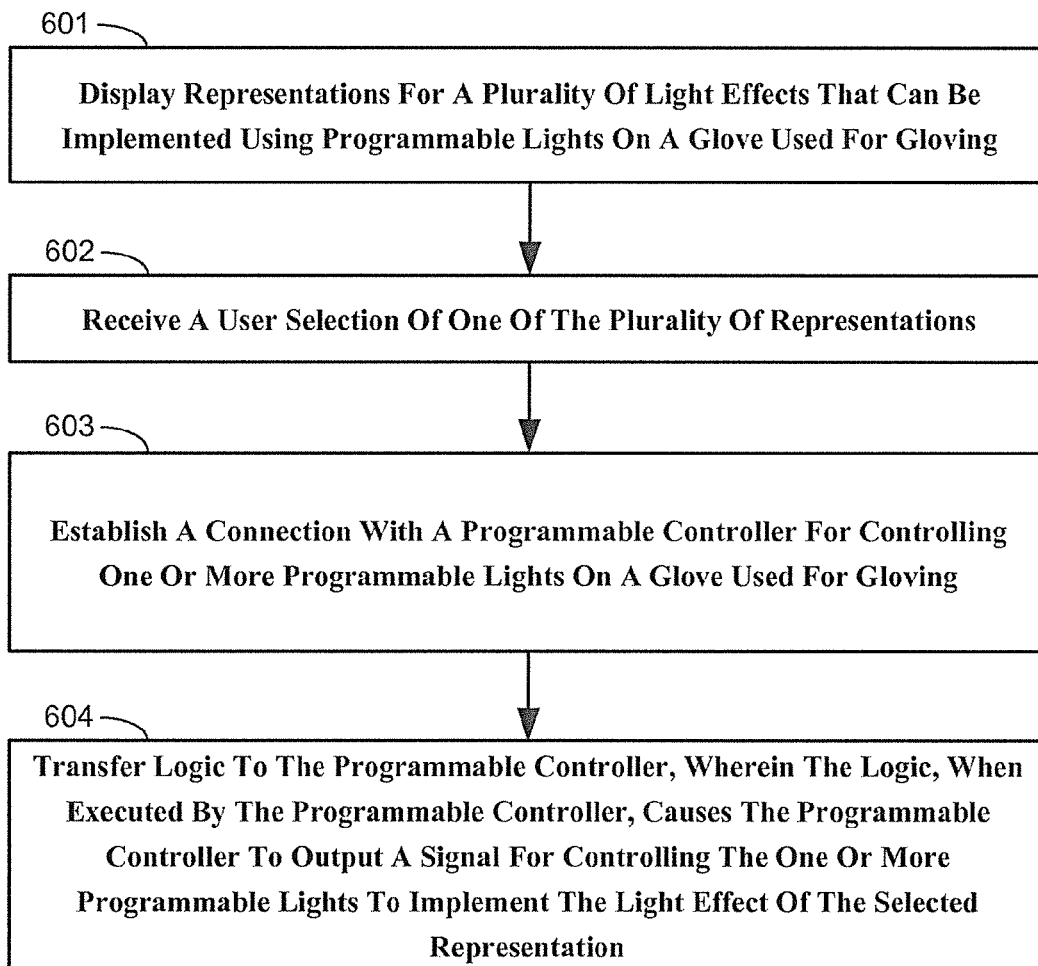 601
Display Representations For A Plurality Of Light Effects That Can Be
Implemented Using Programmable Lights On A Glove Used For Gloving
602
Receive A User Selection Of One Of The Plurality Of Representations
603
Establish A Connection With A Programmable Controller For Controlling
One Or More Programmable Lights On A Glove Used For Gloving
604
Transfer Logic To The Programmable Controller, Wherein The Logic, When
Executed By The Programmable Controller, Causes The Programmable
Controller To Output A Signal For Controlling The One Or More
Programmable Lights To Implement The Light Effect Of The Selected
Representation